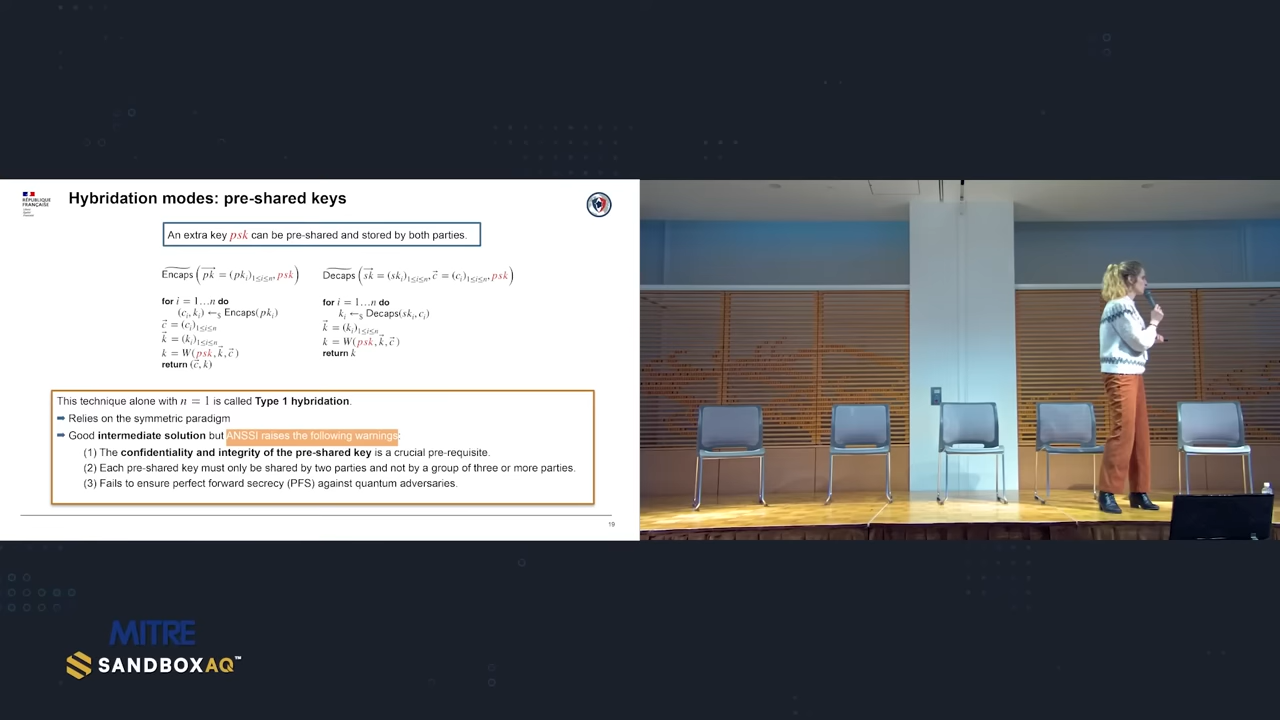 RÉPUBLIQUE
FRANÇAISE
Hybridation modes: pre-shared keys
An extra key psk can be pre-shared and stored by both parties.
Encaps (pk = (pkᵢ)₁≤ᵢ≤ₙ, psk)
for i = 1…n do
(cᵢ, kᵢ) ←$ Encaps(pkᵢ)
c⃗ = (cᵢ)₁≤ᵢ≤ₙ
k⃗ = (kᵢ)₁≤ᵢ≤ₙ
k = W(psk, k⃗, c⃗)
return (c⃗, k)
Decaps (sk = (skᵢ)₁≤ᵢ≤ₙ, c⃗ = (cᵢ)₁≤ᵢ≤ₙ, psk)
for i = 1…n do
kᵢ ←$ Decaps(skᵢ, cᵢ)
k⃗ = (kᵢ)₁≤ᵢ≤ₙ
k = W(psk, k⃗, c⃗)
return k
This technique alone with n = 1 is called Type 1 hybridation.
➡ Relies on the symmetric paradigm
➡ Good intermediate solution but ANSSI raises the following warnings:
(1) The confidentiality and integrity of the pre-shared key is a crucial pre-requisite.
(2) Each pre-shared key must only be shared by two parties and not by a group of three or more parties.
(3) Fails to ensure perfect forward secrecy (PFS) against quantum adversaries.
19
MITRE
SANDBOXAQ™